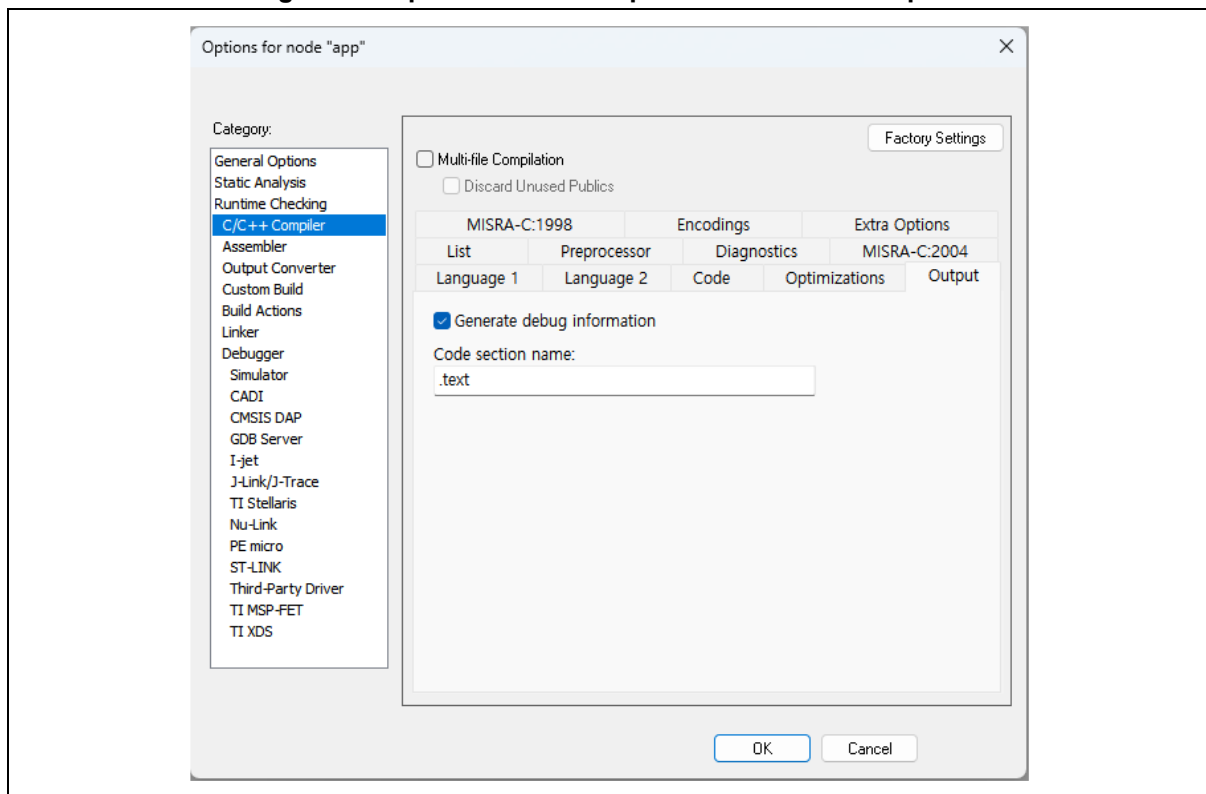 Options for node "app"
Category:
General Options
Static Analysis
Runtime Checking
C/C++ Compiler
Assembler
Output Converter
Custom Build
Build Actions
Linker
Debugger
Simulator
CADI
CMSIS DAP
GDB Server
I-jet
J-Link/J-Trace
TI Stellaris
Nu-Link
PE micro
ST-LINK
Third-Party Driver
TI MSP-FET
TI XDS
Factory Settings
Multi-file Compilation
Discard Unused Publics
MISRA-C:1998 Encodings Extra Options
List Preprocessor Diagnostics MISRA-C:2004
Language 1 Language 2 Code Optimizations Output
Generate debug information
Code section name:
.text
OK Cancel